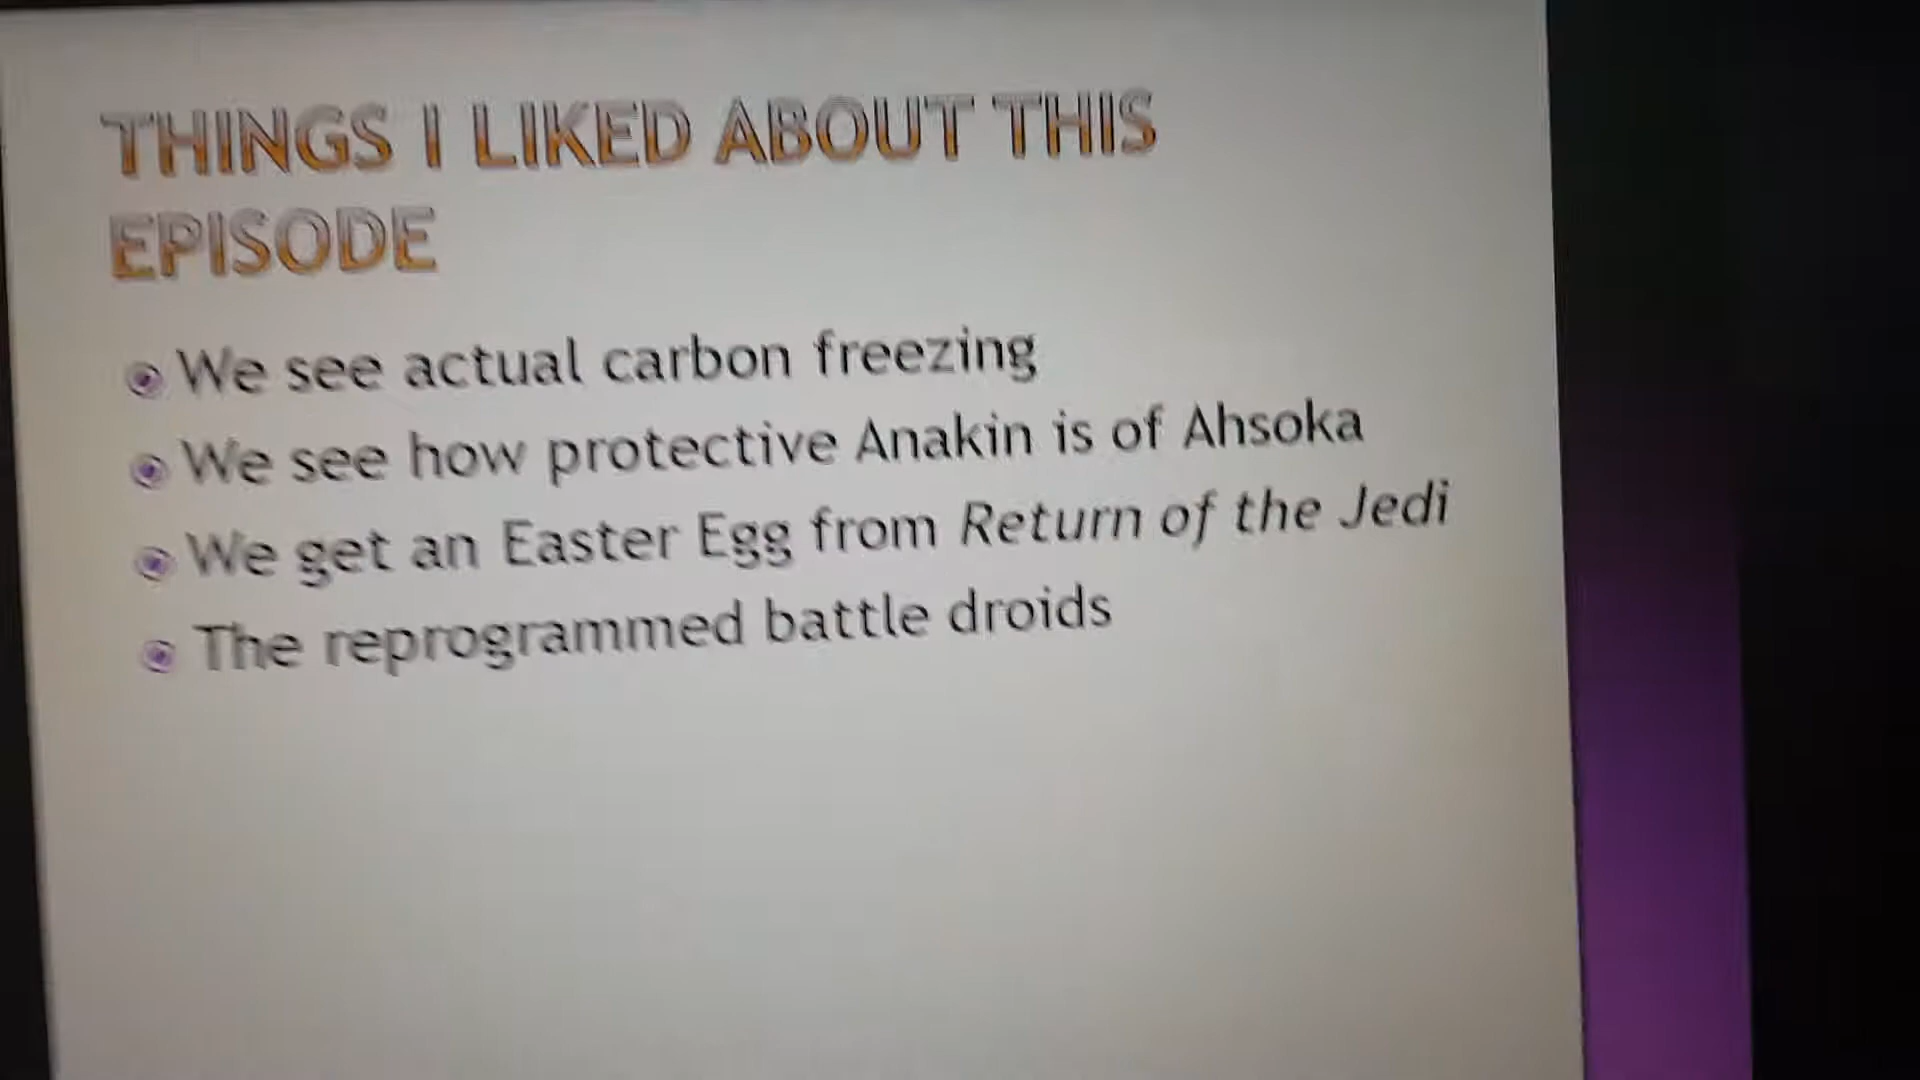 THINGS I LIKED ABOUT THIS
EPISODE
We see actual carbon freezing
We see how protective Anakin is of Ahsoka
We get an Easter Egg from Return of the Jedi
The reprogrammed battle droids